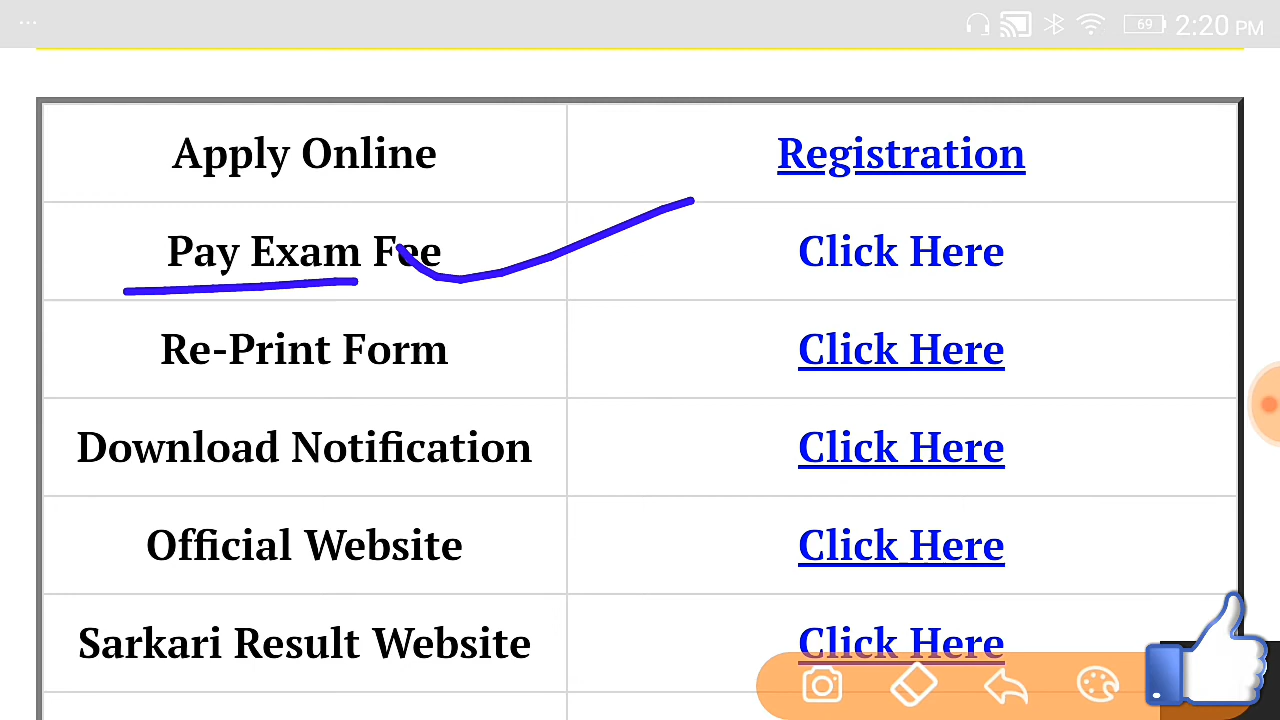 ... 69 2:20 PM
Apply Online Registration
Pay Exam Fee Click Here
Re-Print Form Click Here
Download Notification Click Here
Official Website Click Here
Sarkari Result Website Click Here